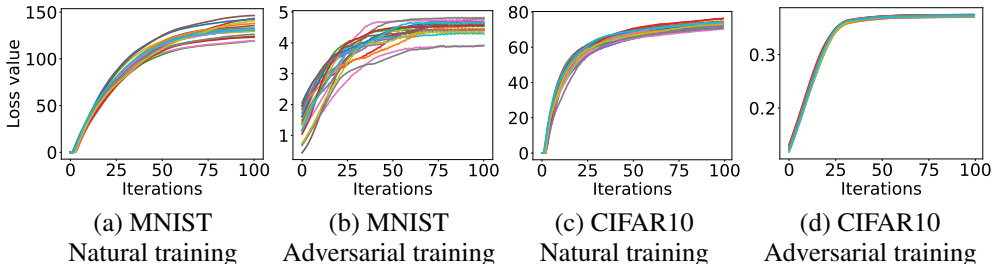 Loss value
150
100
50
0
0 25 50 75 100
Iterations
5
4
3
2
1
0 25 50 75 100
Iterations
80
60
40
20
0
0 25 50 75 100
Iterations
0.3
0.2
0 25 50 75 100
Iterations
(a) MNIST
Natural training
(b) MNIST
Adversarial training
(c) CIFAR10
Natural training
(d) CIFAR10
Adversarial training